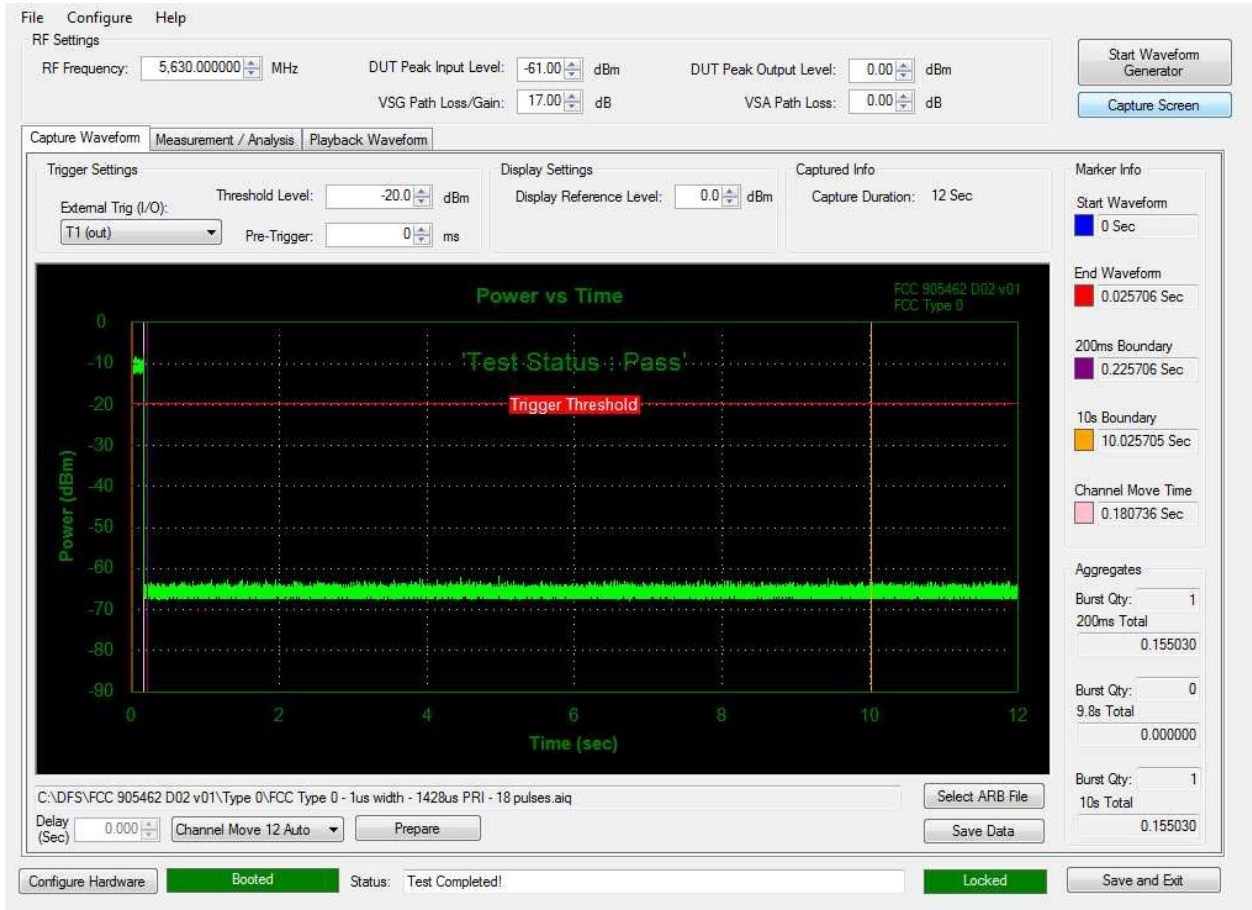 File Configure Help
RF Settings
RF Frequency: 5,630.000000 MHz DUT Peak Input Level: -61.00 dBm DUT Peak Output Level: 0.00 dBm
VSG Path Loss/Gain: 17.00 dB VSA Path Loss: 0.00 dB
Start Waveform
Generator
Capture Screen
Capture Waveform Measurement / Analysis Playback Waveform
Trigger Settings
Threshold Level: -20.0 dBm
External Trig (I/O):
T1 (out)
Pre-Trigger: 0 ms
Display Settings
Display Reference Level: 0.0 dBm
Captured Info
Capture Duration: 12 Sec
Power vs Time
FCC 905462 D02 v01
FCC Type 0
'Test Status : Pass'
Trigger Threshold
Power (dBm)
0
-10
-20
-30
-40
-50
-60
-70
-80
-90
0 2 4 6 8 10 12
Time (sec)
Marker Info
Start Waveform
0 Sec
End Waveform
0.025706 Sec
200ms Boundary
0.225706 Sec
10s Boundary
10.025705 Sec
Channel Move Time
0.180736 Sec
Aggregates
Burst Qty: 1
200ms Total
0.155030
Burst Qty: 0
9.8s Total
0.000000
Burst Qty: 1
10s Total
0.155030
C:\DFS\FCC 905462 D02 v01\Type 0\FCC Type 0 - 1us width - 1428us PRI - 18 pulses.aiq
Select ARB File
Delay
(Sec)
0.000 Channel Move 12 Auto Prepare
Save Data
Configure Hardware Booted Status: Test Completed! Locked Save and Exit